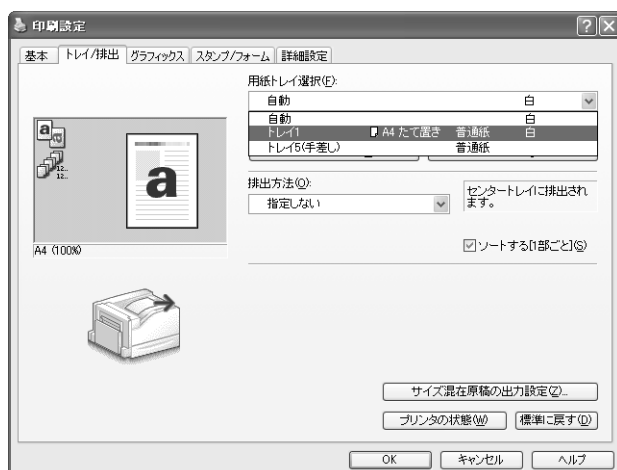 印刷設定
基本 トレイ/排出 グラフィックス スタンプ/フォーム 詳細設定
用紙トレイ選択(F):
自動 白
自動 白
トレイ1 A4 たて置き 普通紙 白
トレイ5(手差し) 普通紙
排出方法(O):
指定しない
センタートレイに排出され
ます。
ソートする[1部ごと](S)
a
12..
12..
a
A4 (100%)
サイズ混在原稿の出力設定(Z)...
プリンタの状態(W) 標準に戻す(D)
OK キャンセル ヘルプ